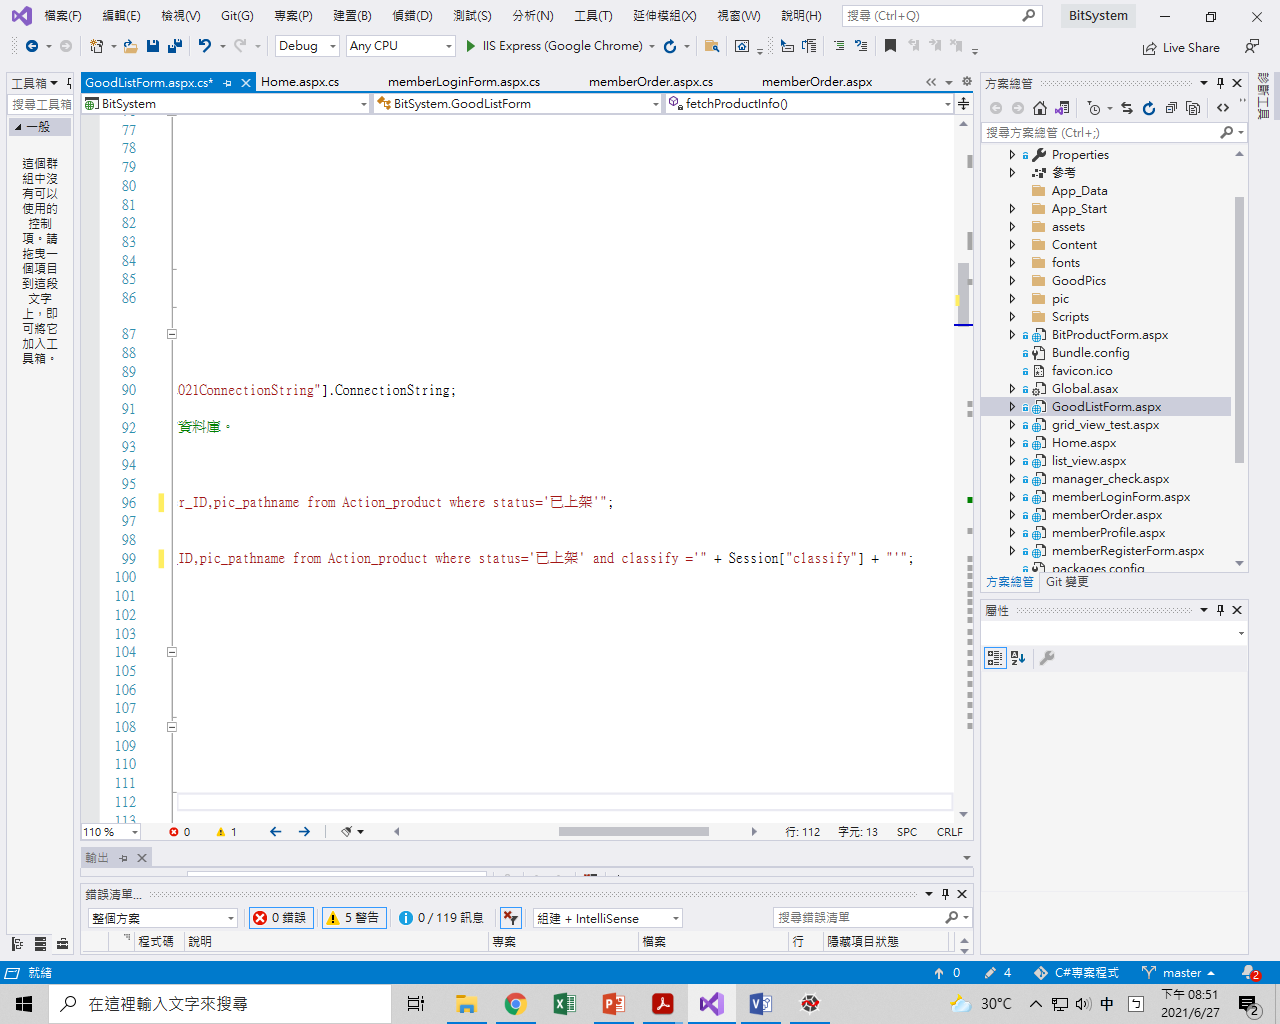 檔案(F) 編輯(E) 檢視(V) Git(G) 專案(P) 建置(B) 偵錯(D) 測試(S) 分析(N) 工具(T) 延伸模組(X) 視窗(W) 說明(H) 搜尋 (Ctrl+Q) BitSystem
Debug Any CPU IIS Express (Google Chrome) Live Share
工具箱
搜尋工具箱
一般
這個群
組中沒
有可以
使用的
控制
項。請
拖曳一
個項目
到這段
文字
上，即
可將它
加入工
具箱。
GoodListForm.aspx.cs* Home.aspx.cs memberLoginForm.aspx.cs memberOrder.aspx.cs memberOrder.aspx
BitSystem BitSystem.GoodListForm fetchProductInfo()
77
78
79
80
81
82
83
84
85
86
87
88
89
90 021ConnectionString"].ConnectionString;
91
92 資料庫。
93
94
95
96 r_ID,pic_pathname from Action_product where status='已上架'";
97
98
99 _ID,pic_pathname from Action_product where status='已上架' and classify ='" + Session["classify"] + "'";
100
101
102
103
104
105
106
107
108
109
110
111
112
113
110 % 0 1 行: 112 字元: 13 SPC CRLF
輸出
錯誤清單...
整個方案 0 錯誤 5 警告 0 / 119 訊息 組建 + IntelliSense 搜尋錯誤清單
程式碼 說明 專案 檔案 行 隱藏項目狀態
方案總管
搜尋方案總管 (Ctrl+;)
Properties
參考
App_Data
App_Start
assets
Content
fonts
GoodPics
pic
Scripts
BitProductForm.aspx
Bundle.config
favicon.ico
Global.asax
GoodListForm.aspx
grid_view_test.aspx
Home.aspx
list_view.aspx
manager_check.aspx
memberLoginForm.aspx
memberOrder.aspx
memberProfile.aspx
memberRegisterForm.aspx
packages.config
方案總管 Git 變更
屬性
診斷工具
就緒 0 4 C#專案程式 master 2
在這裡輸入文字來搜尋 30°C 中 下午 08:51
2021/6/27 2